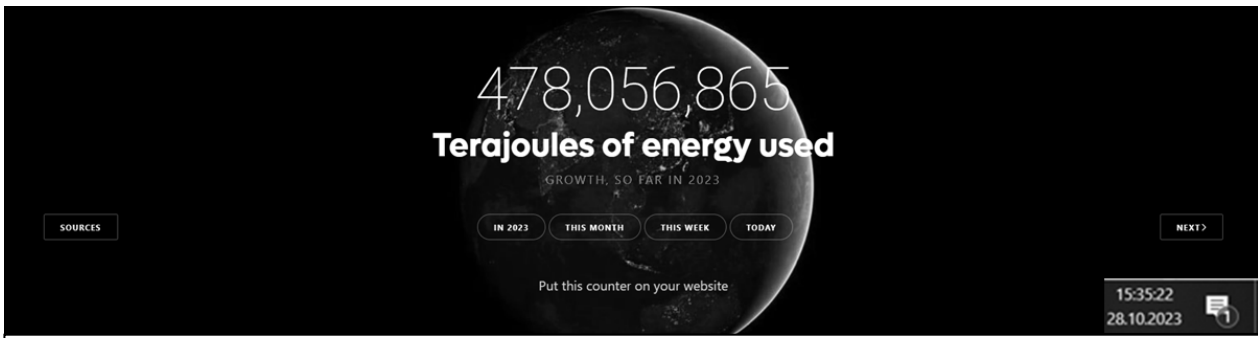 478,056,865
Terajoules of energy used
GROWTH, SO FAR IN 2023
SOURCES
IN 2023
THIS MONTH
THIS WEEK
TODAY
NEXT>
Put this counter on your website
15:35:22
28.10.2023
1